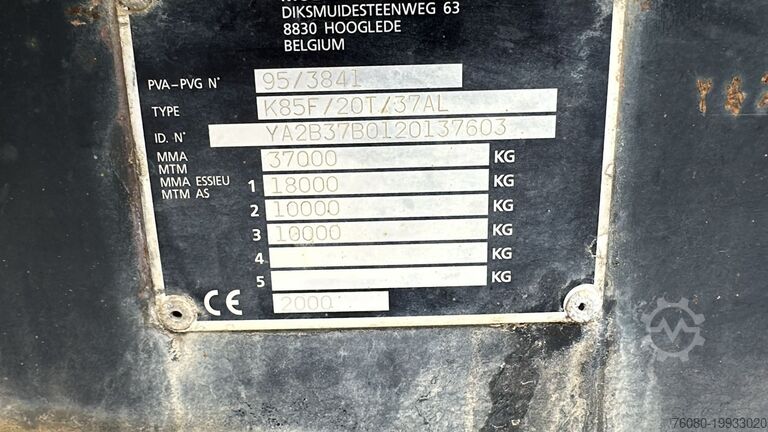 DIKSMUIDESTEENWEG 63
8830 HOOGLEDE
BELGIUM
PVA-PVG N° 95/3841
TYPE K85F/20T/37AL
ID. N° YA2B37B0120137603
MMA 37000 KG
MTM
MMA ESSIEU 1 18000 KG
MTM AS
2 10000 KG
3 10000 KG
4 KG
5 KG
CE 2000
76080-19933020